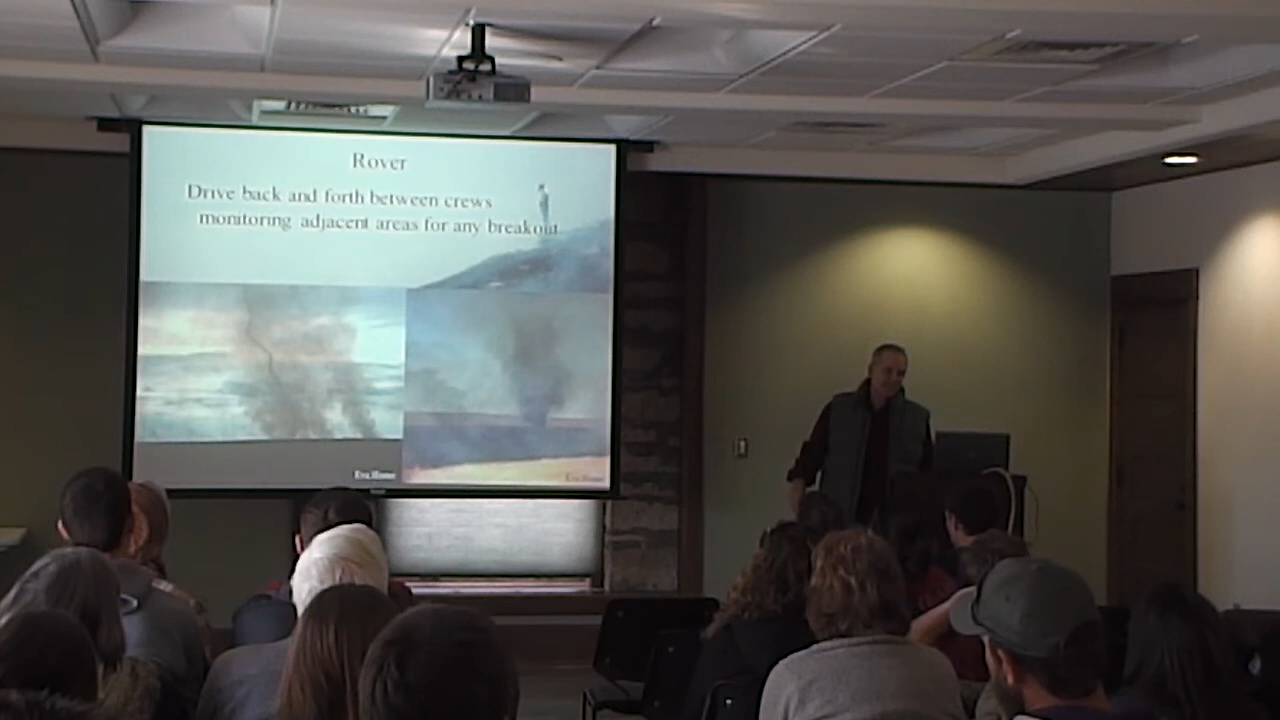 Rover
Drive back and forth between crews
monitoring adjacent areas for any breakout